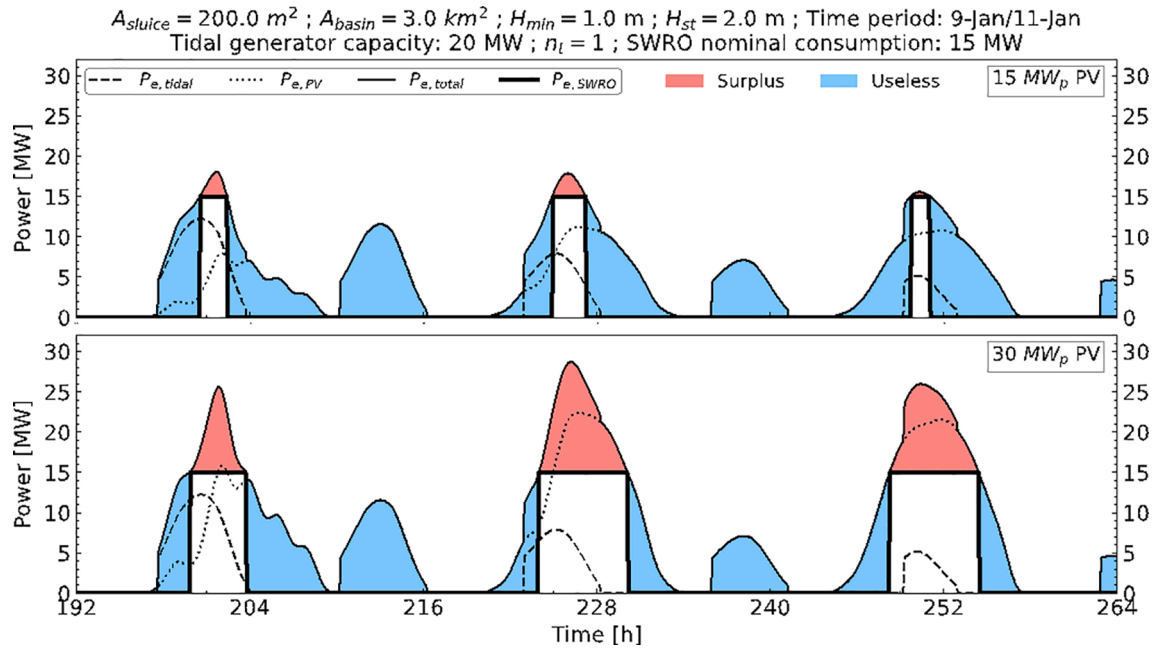 A_sluice = 200.0 m² ; A_basin = 3.0 km² ; H_min = 1.0 m ; H_st = 2.0 m ; Time period: 9-Jan/11-Jan
Tidal generator capacity: 20 MW ; n_l = 1 ; SWRO nominal consumption: 15 MW
P_e,tidal P_e,PV P_e,total P_e,SWRO Surplus Useless 15 MW_p PV
30 30
25 25
20 20
15 15
10 10
5 5
0 0
Power [MW]
30 MW_p PV
30 30
25 25
20 20
15 15
10 10
5 5
0 0
Power [MW]
192 204 216 228 240 252 264
Time [h]